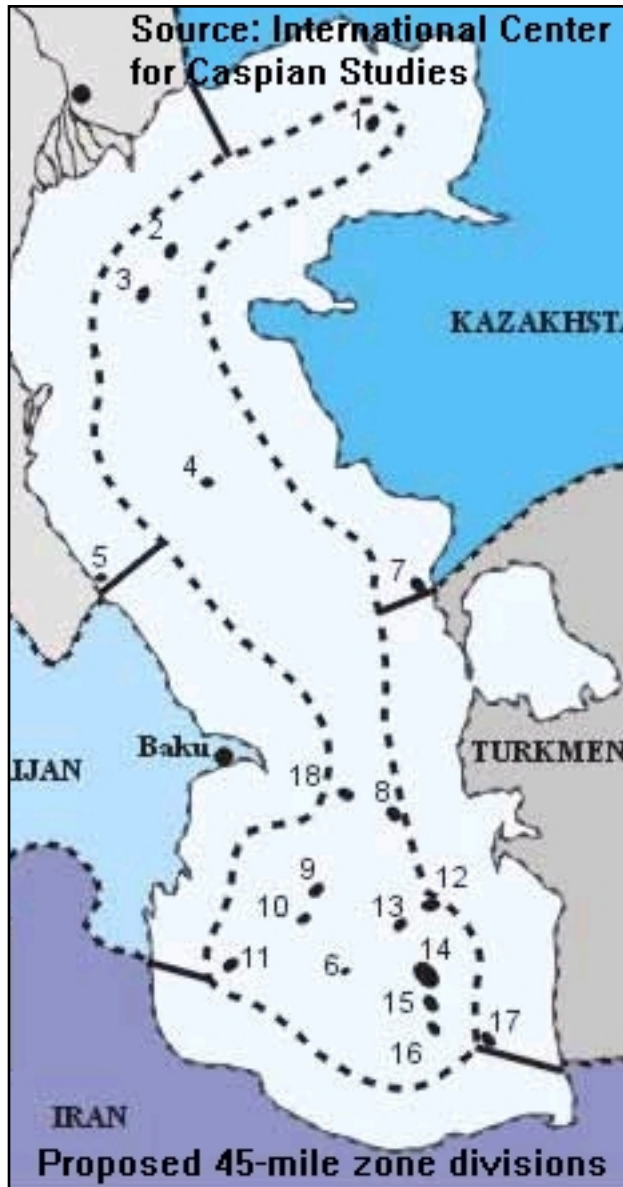 Source: International Center
for Caspian Studies
1
2
3
KAZAKHSTA
4
5
7
Baku
IJAN
TURKMEN
18
8
9
12
10
13
11
6
14
15
16
17
IRAN
Proposed 45-mile zone divisions